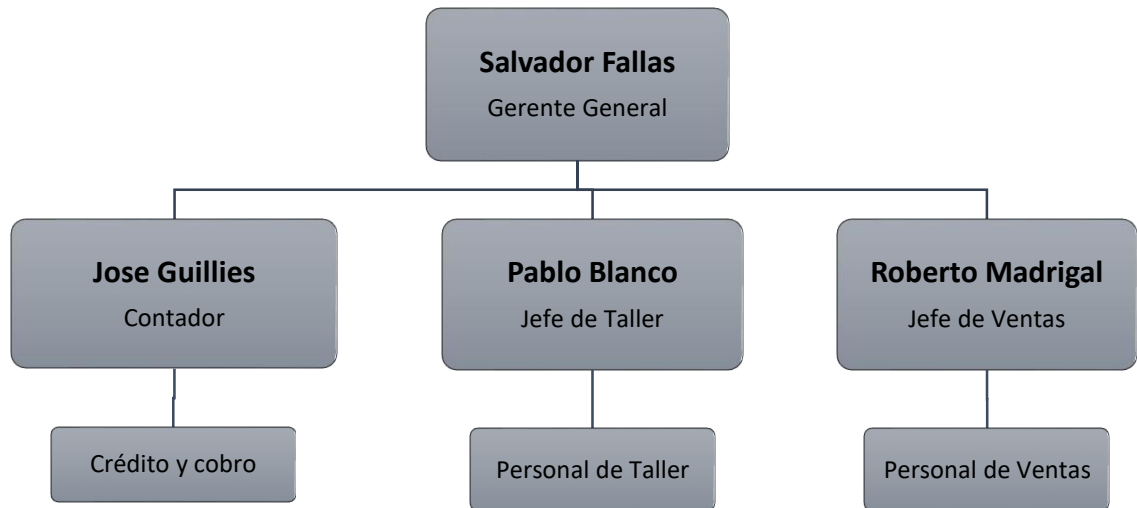 Salvador Fallas
Gerente General
Jose Guillies
Contador
Pablo Blanco
Jefe de Taller
Roberto Madrigal
Jefe de Ventas
Crédito y cobro
Personal de Taller
Personal de Ventas